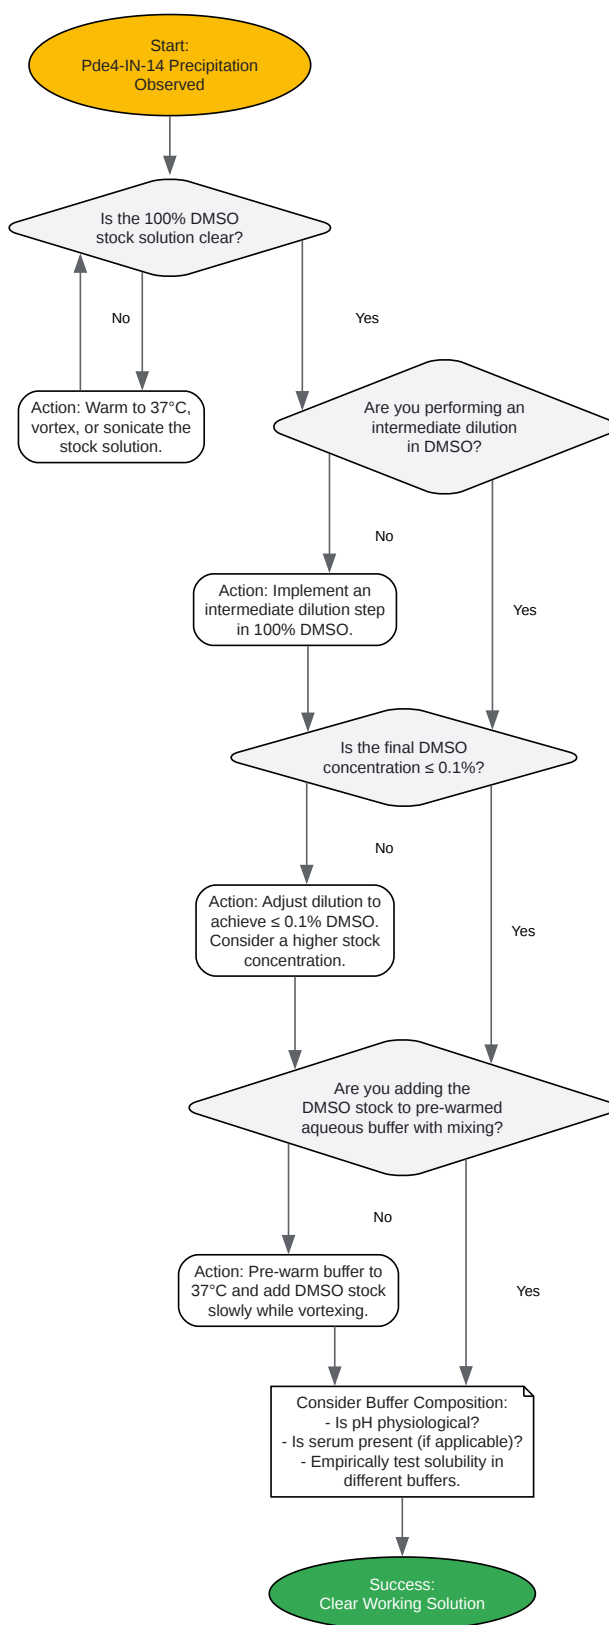 Start:
Pde4-IN-14 Precipitation
Observed
Is the 100% DMSO
stock solution clear?
No
Yes
Action: Warm to 37°C,
vortex, or sonicate the
stock solution.
Are you performing an
intermediate dilution
in DMSO?
No
Action: Implement an
intermediate dilution step
in 100% DMSO.
Yes
Is the final DMSO
concentration ≤ 0.1%?
No
Action: Adjust dilution to
achieve ≤ 0.1% DMSO.
Consider a higher stock
concentration.
Yes
Are you adding the
DMSO stock to pre-warmed
aqueous buffer with mixing?
No
Action: Pre-warm buffer to
37°C and add DMSO stock
slowly while vortexing.
Yes
Consider Buffer Composition:
- Is pH physiological?
- Is serum present (if applicable)?
- Empirically test solubility in
different buffers.
Success:
Clear Working Solution